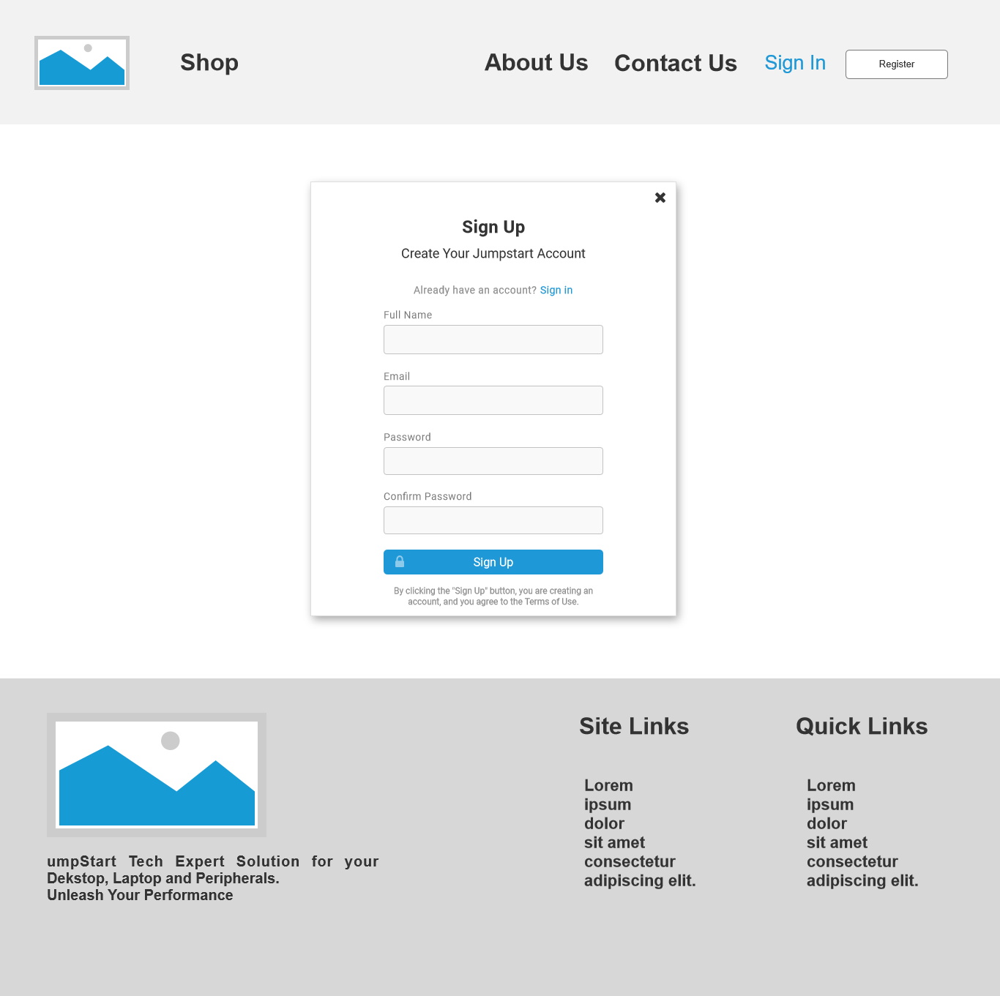 Shop
About Us
Contact Us
Sign In
Register
Sign Up
Create Your Jumpstart Account
Already have an account? Sign in
Full Name
Email
Password
Confirm Password
Sign Up
By clicking the "Sign Up" button, you are creating an
account, and you agree to the Terms of Use.
umpStart Tech Expert Solution for your
Dekstop, Laptop and Peripherals.
Unleash Your Performance
Site Links
Lorem
ipsum
dolor
sit amet
consectetur
adipiscing elit.
Quick Links
Lorem
ipsum
dolor
sit amet
consectetur
adipiscing elit.